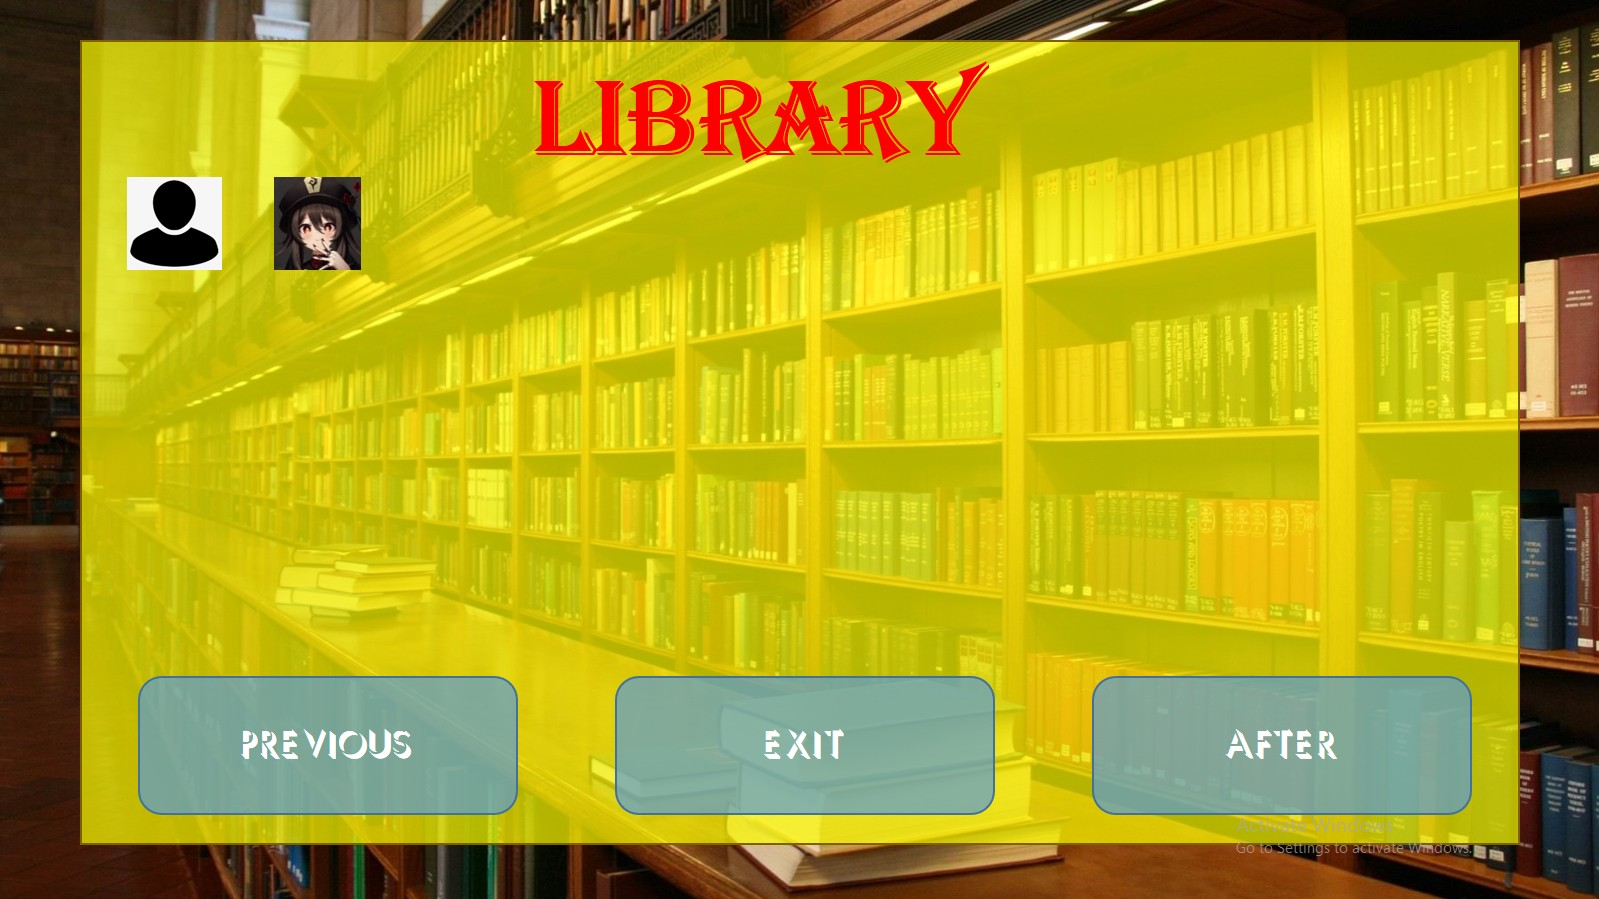 LIBRARY
PREVIOUS
EXIT
AFTER
Activate Windows
Go to Settings to activate Windows.